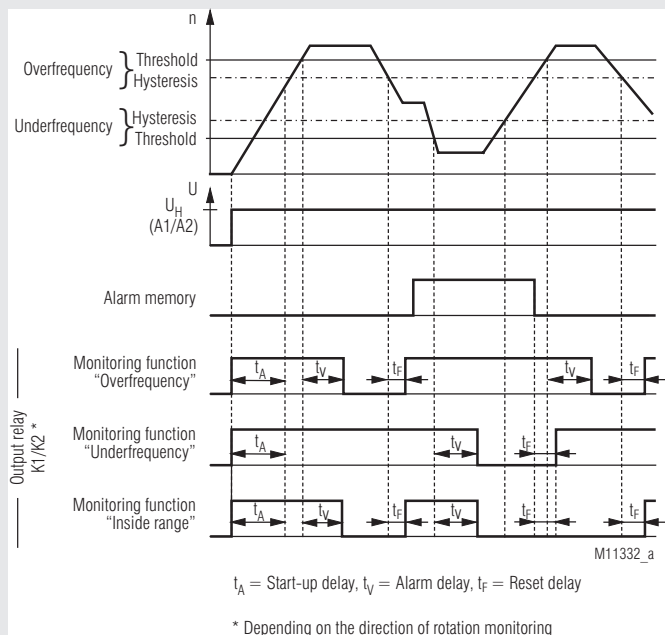 n
Overfrequency } Threshold
Hysteresis
Underfrequency } Hysteresis
Threshold
U
U_H
(A1/A2)
Alarm memory
Output relay
K1/K2 *
Monitoring function
"Overfrequency"
t_A
t_V
t_F
t_V
t_F
Monitoring function
"Underfrequency"
t_A
t_V
t_F
Monitoring function
"Inside range"
t_A
t_V
t_F
t_V
t_F
t_F
M11332_a
t_A = Start-up delay, t_V = Alarm delay, t_F = Reset delay
* Depending on the direction of rotation monitoring